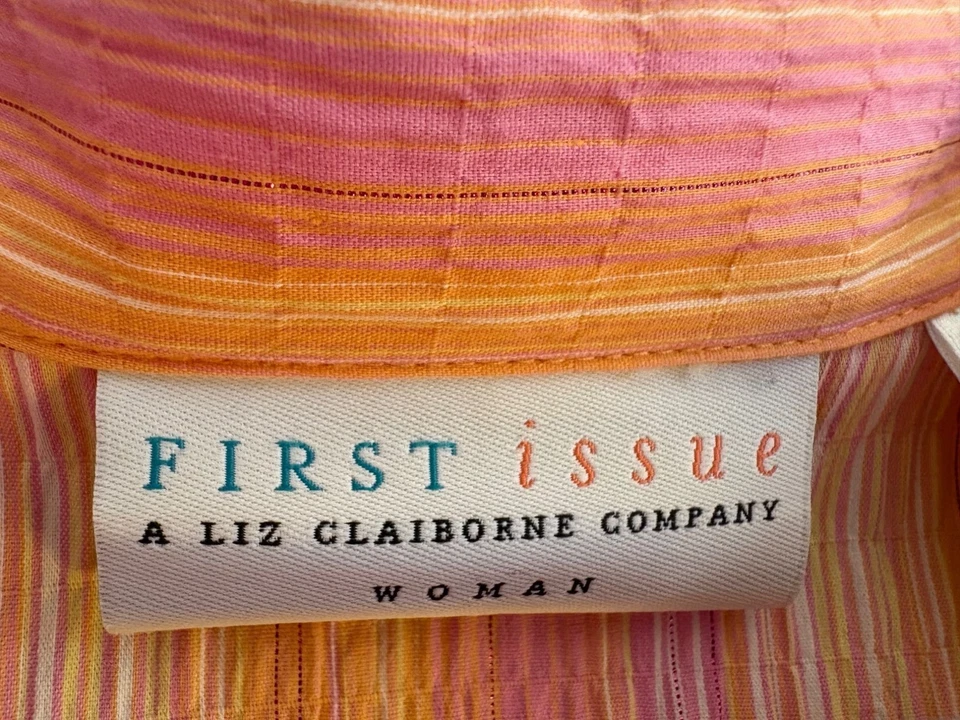 FIRST issue
A LIZ CLAIBORNE COMPANY
WOMAN